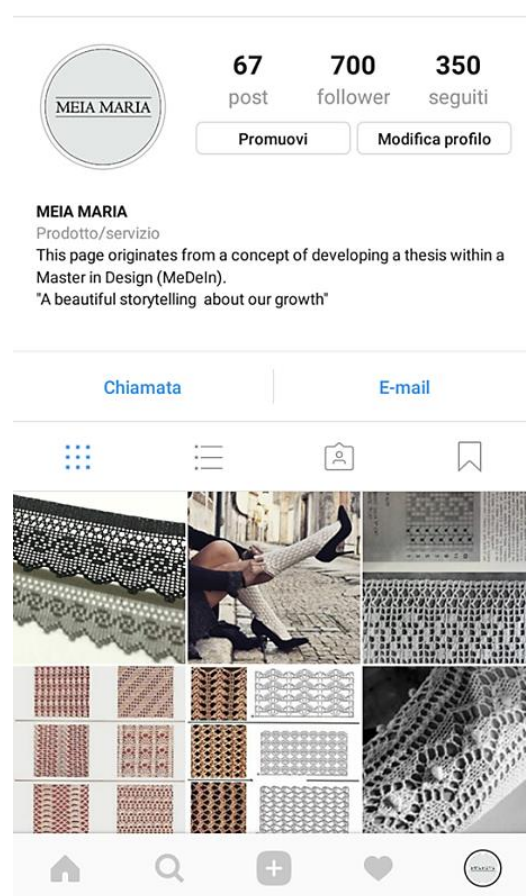 67 700 350
post follower seguiti
MEIA MARIA
Promuovi Modifica profilo
MEIA MARIA
Prodotto/servizio
This page originates from a concept of developing a thesis within a
Master in Design (MeDeIn).
"A beautiful storytelling about our growth"
Chiamata E-mail